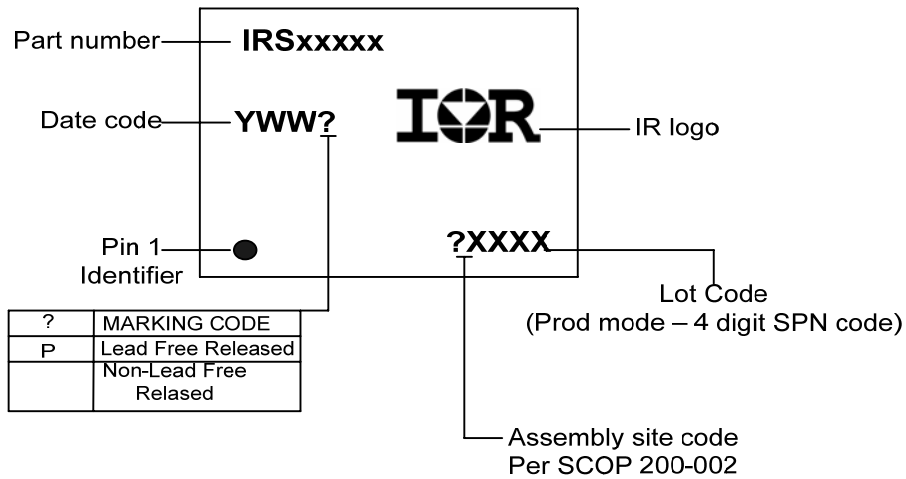 Part number
IRSxxxxx
Date code
YWW?
IOR
IR logo
Pin 1
Identifier
?XXXX
Lot Code
(Prod mode – 4 digit SPN code)
? MARKING CODE
P Lead Free Released
Non-Lead Free
Relased
Assembly site code
Per SCOP 200-002